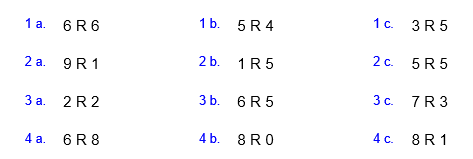 1 a. 6 R 6 1 b. 5 R 4 1 c. 3 R 5
2 a. 9 R 1 2 b. 1 R 5 2 c. 5 R 5
3 a. 2 R 2 3 b. 6 R 5 3 c. 7 R 3
4 a. 6 R 8 4 b. 8 R 0 4 c. 8 R 1